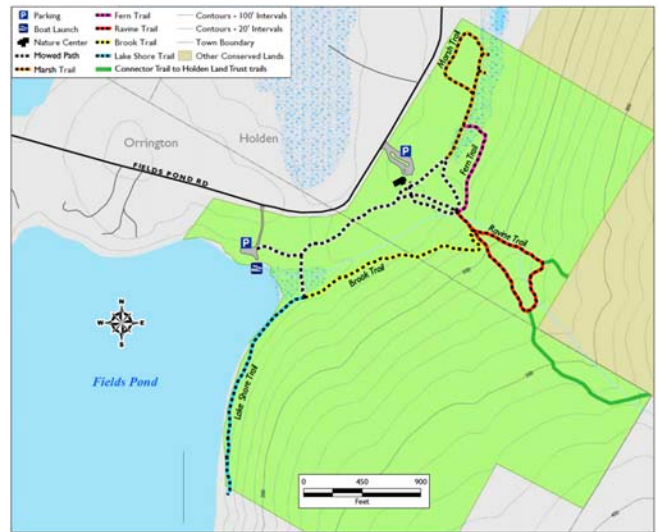 Parking
Boat Launch
Nature Center
Mowed Path
Marsh Trail
Fern Trail
Ravine Trail
Brook Trail
Lake Shore Trail
Connector Trail to Holden Land Trust trails
Contours - 100' Intervals
Contours - 20' Intervals
Town Boundary
Other Conserved Lands
Marsh Trail
Orrington
Holden
P
FIELDS POND RD
Fern Trail
P
Ravine Trail
Brook Trail
N
W E
S
Fields Pond
Lake Shore Trail
0 450 900
Feet